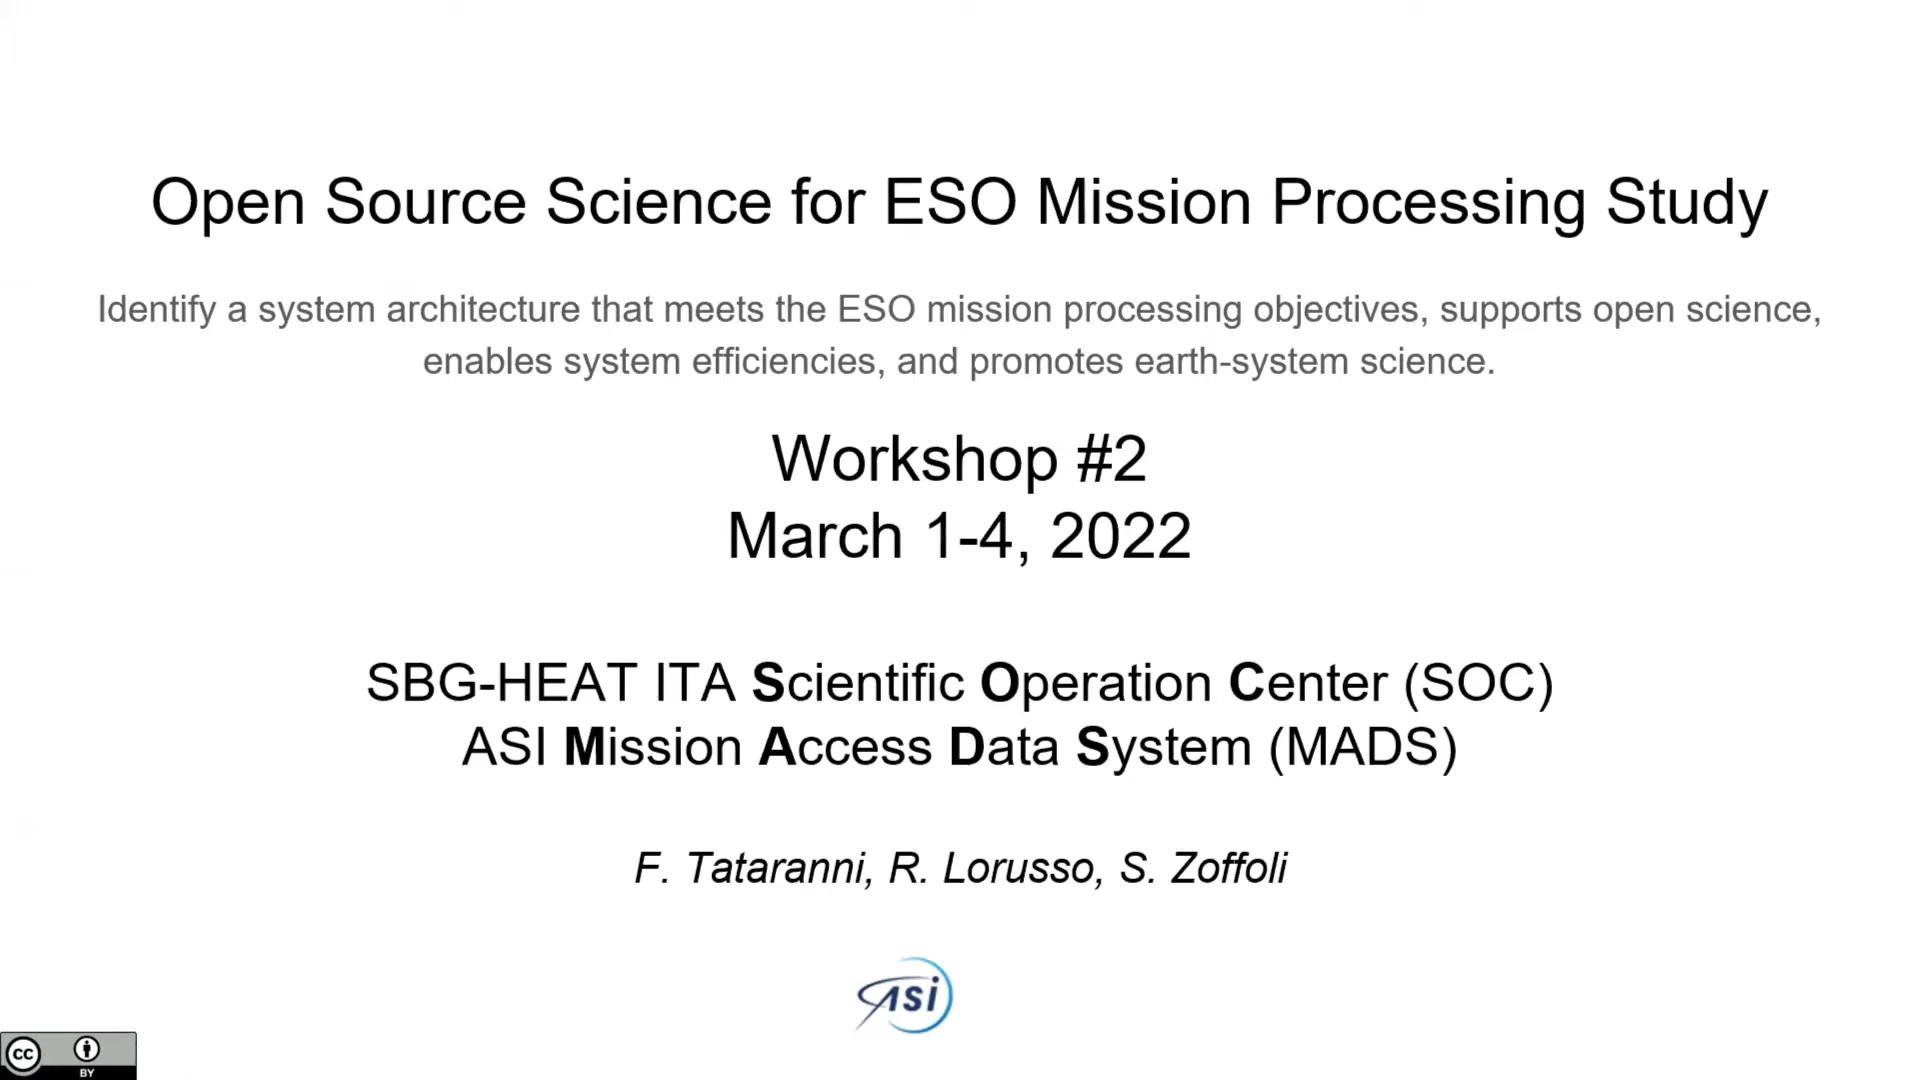 Open Source Science for ESO Mission Processing Study
Identify a system architecture that meets the ESO mission processing objectives, supports open science,
enables system efficiencies, and promotes earth-system science.
Workshop #2
March 1-4, 2022
SBG-HEAT ITA Scientific Operation Center (SOC)
ASI Mission Access Data System (MADS)
F. Tataranni, R. Lorusso, S. Zoffoli
ASI
CC
BY